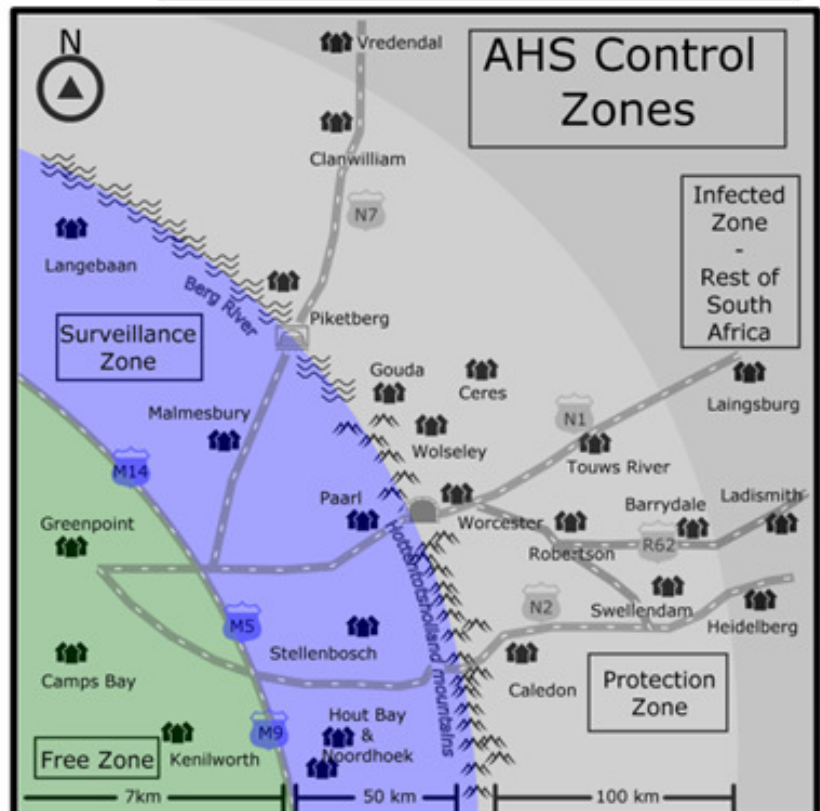 N
AHS Control
Zones
Vredendal
Clanwilliam
N7
Infected
Zone
-
Rest of
South
Africa
Langebaan
Berg River
Piketberg
Surveillance
Zone
Gouda
Ceres
Laingsburg
Malmesbury
N1
Wolseley
Touws River
M14
Paarl
Worcester
Barrydale
Ladismith
Greenpoint
Robertson
R62
Hottentotsholland mountains
M5
N2
Swellendam
Heidelberg
Stellenbosch
Camps Bay
Caledon
Protection
Zone
Hout Bay
&
Noordhoek
M9
Free Zone
Kenilworth
7km
50 km
100 km